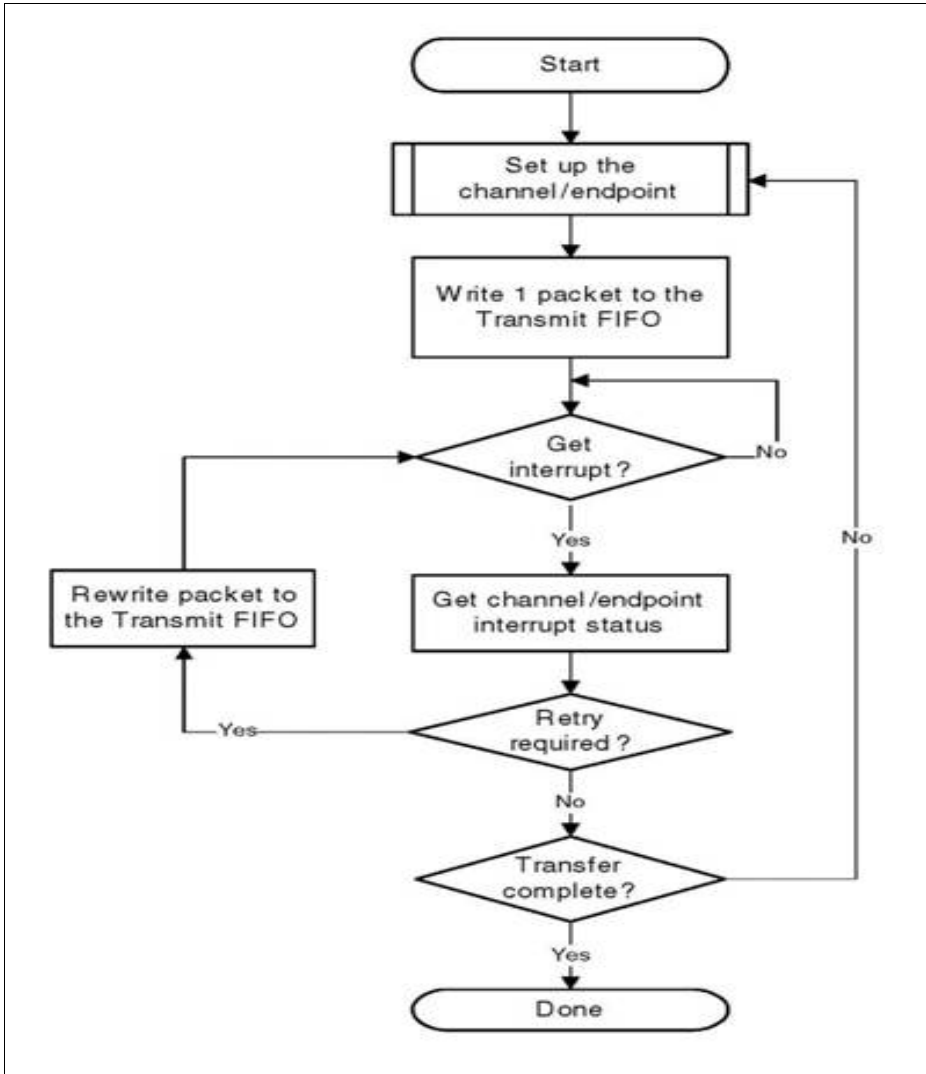 Start
Set up the
channel/endpoint
Write 1 packet to the
Transmit FIFO
Get
interrupt?
No
Yes
No
Rewrite packet to
the Transmit FIFO
Get channel/endpoint
interrupt status
Yes
Retry
required?
No
Transfer
complete?
Yes
Done